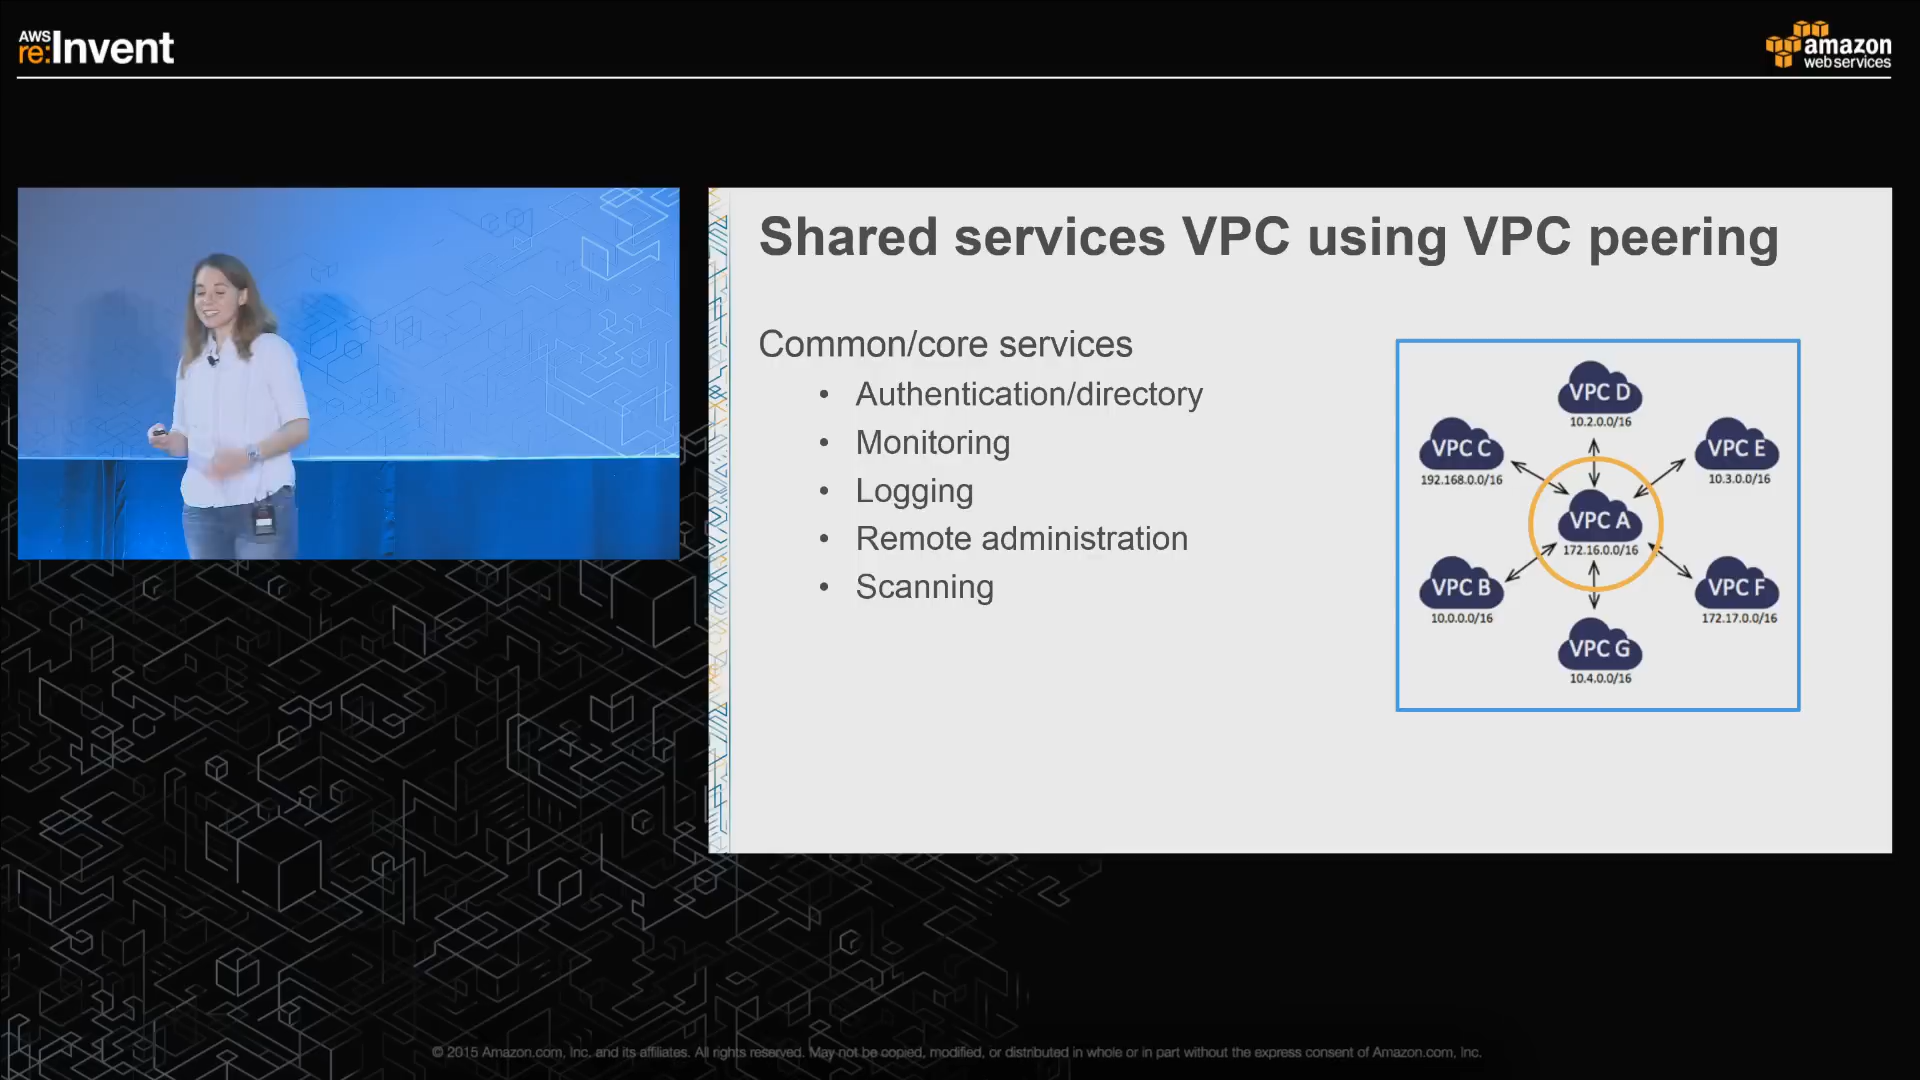 AWS
re:Invent
amazon
web services
Shared services VPC using VPC peering
Common/core services
• Authentication/directory
• Monitoring
• Logging
• Remote administration
• Scanning
VPC D
10.2.0.0/16
VPC C
192.168.0.0/16
VPC E
10.3.0.0/16
VPC A
172.16.0.0/16
VPC B
10.0.0.0/16
VPC F
172.17.0.0/16
VPC G
10.4.0.0/16
© 2015 Amazon.com, Inc. and its affiliates. All rights reserved. May not be copied, modified, or distributed in whole or in part without the express consent of Amazon.com, Inc.